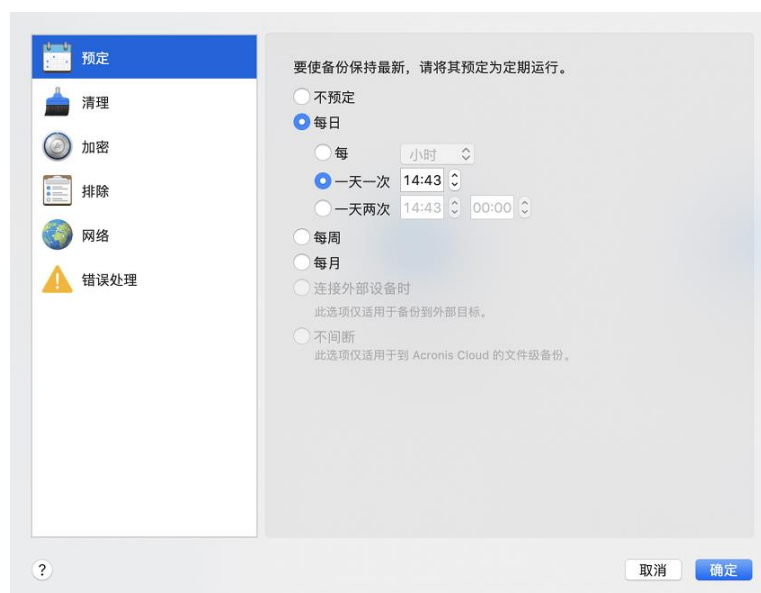 预定
清理
加密
排除
网络
错误处理
要使备份保持最新，请将其预定为定期运行。
不预定
每日
每 小时
一天一次 14:43
一天两次 14:43 00:00
每周
每月
连接外部设备时
此选项仅适用于备份到外部目标。
不间断
此选项仅适用于到 Acronis Cloud 的文件级备份。
? 取消 确定